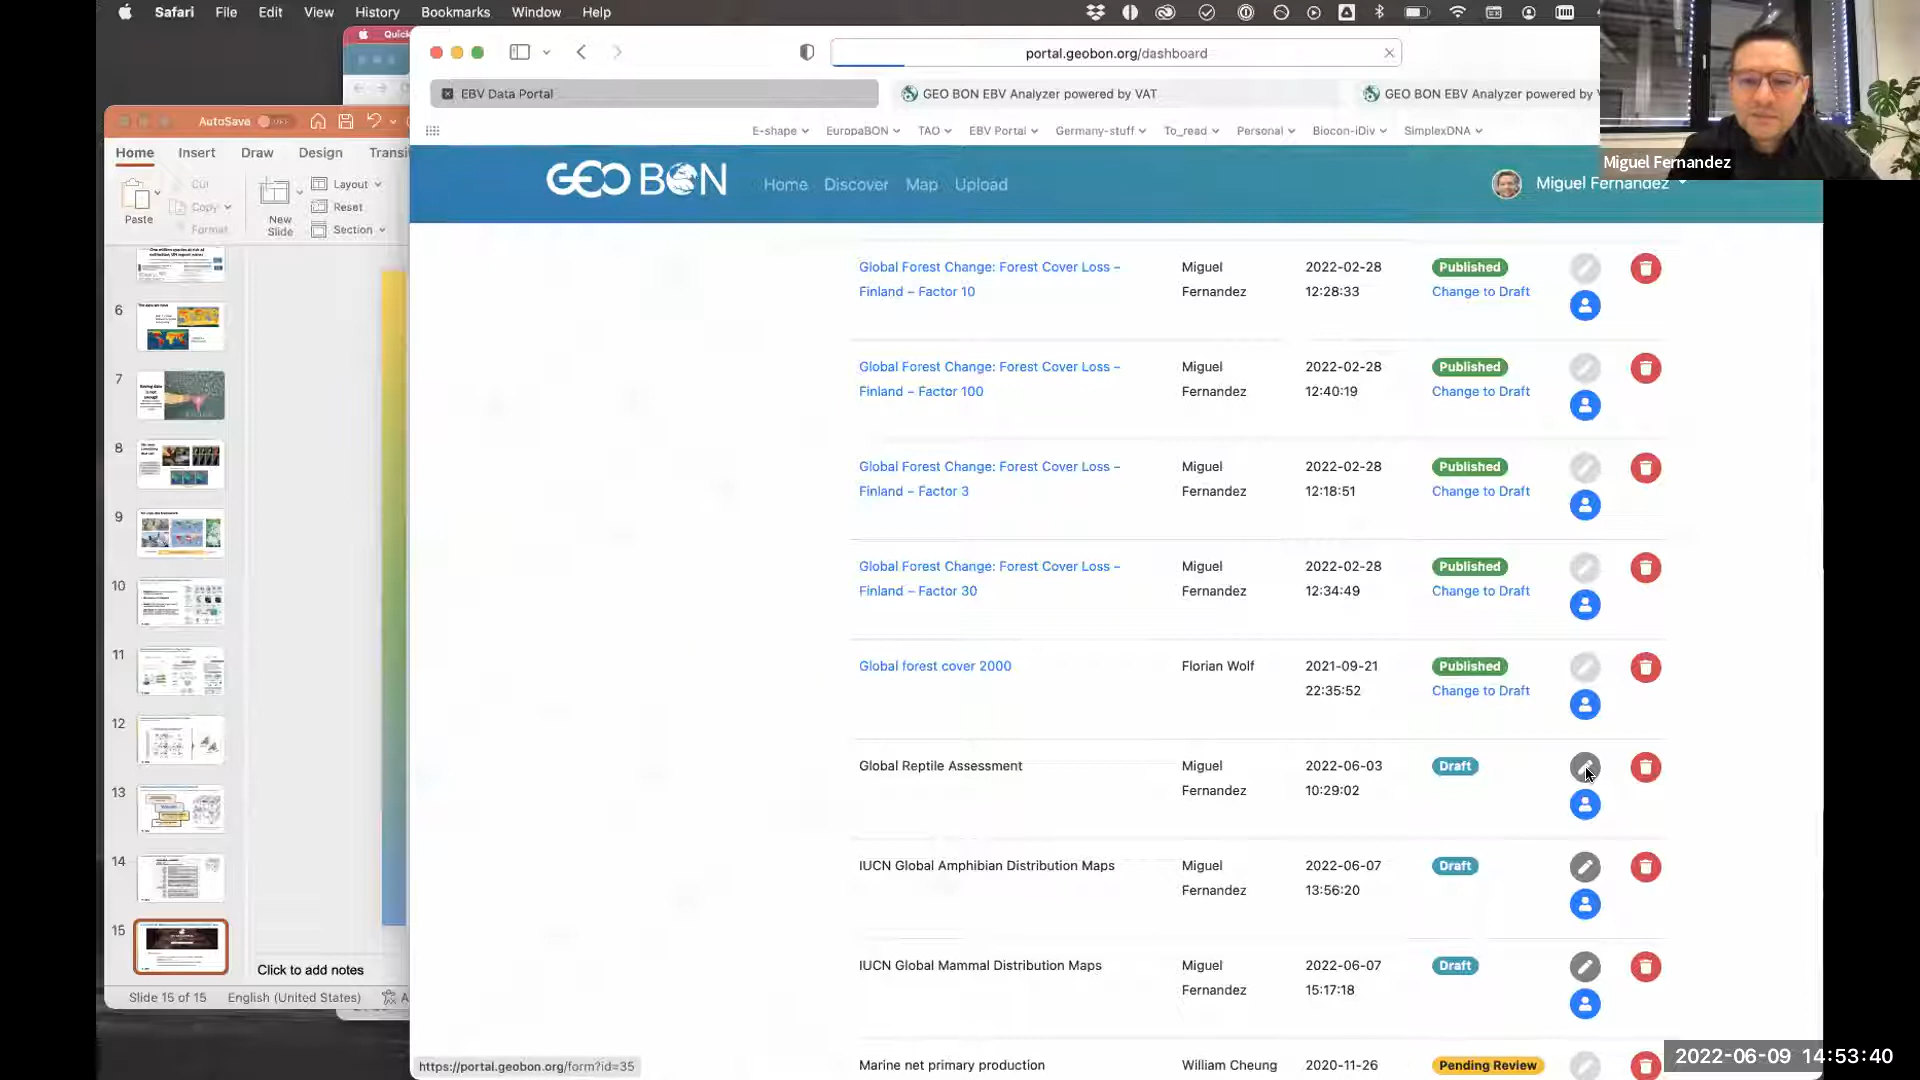 Safari File Edit View History Bookmarks Window Help
Quick
portal.geobon.org/dashboard
EBV Data Portal
GEO BON EBV Analyzer powered by VAT
GEO BON EBV Analyzer powered by V
E-shape EuropaBON TAO EBV Portal Germany-stuff To_read Personal Biocon-iDiv SimplexDNA
Miguel Fernandez
GEO BON
Home Discover Map Upload
Miguel Fernandez
AutoSave OFF
Home Insert Draw Design Transiti
Paste
Cut
Copy
Format
New
Slide
Layout
Reset
Section
6
7
8
9
10
11
12
13
14
15
Click to add notes
Slide 15 of 15 English (United States)
Global Forest Change: Forest Cover Loss –
Finland – Factor 10
Miguel
Fernandez
2022-02-28
12:28:33
Published
Change to Draft
Global Forest Change: Forest Cover Loss –
Finland – Factor 100
Miguel
Fernandez
2022-02-28
12:40:19
Published
Change to Draft
Global Forest Change: Forest Cover Loss –
Finland – Factor 3
Miguel
Fernandez
2022-02-28
12:18:51
Published
Change to Draft
Global Forest Change: Forest Cover Loss –
Finland – Factor 30
Miguel
Fernandez
2022-02-28
12:34:49
Published
Change to Draft
Global forest cover 2000
Florian Wolf
2021-09-21
22:35:52
Published
Change to Draft
Global Reptile Assessment
Miguel
Fernandez
2022-06-03
10:29:02
Draft
IUCN Global Amphibian Distribution Maps
Miguel
Fernandez
2022-06-07
13:56:20
Draft
IUCN Global Mammal Distribution Maps
Miguel
Fernandez
2022-06-07
15:17:18
Draft
Marine net primary production
William Cheung
2020-11-26
Pending Review
https://portal.geobon.org/form?id=35
2022-06-09 14:53:40